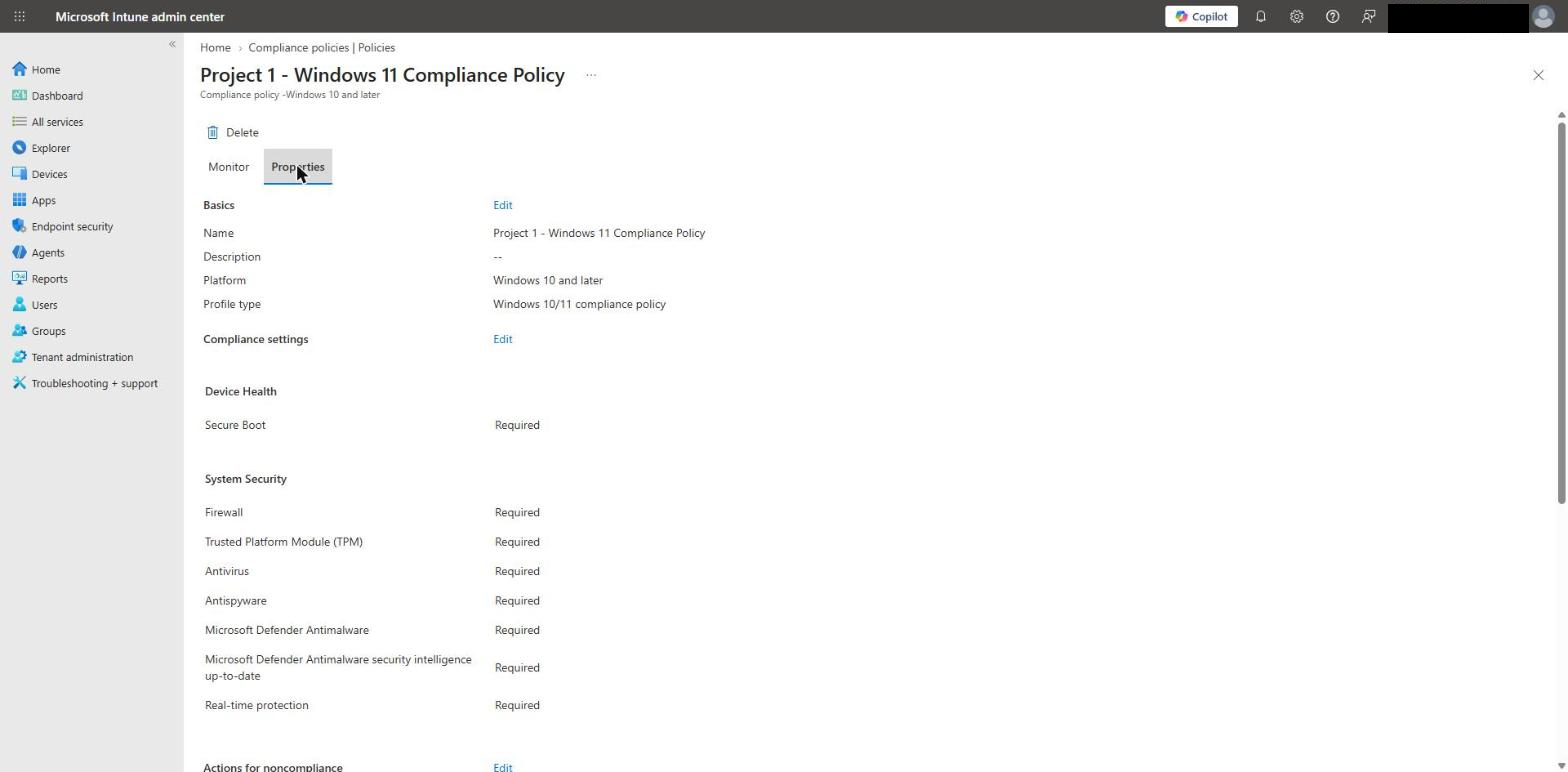 Microsoft Intune admin center
Copilot
Home
Dashboard
All services
Explorer
Devices
Apps
Endpoint security
Agents
Reports
Users
Groups
Tenant administration
Troubleshooting + support
Home › Compliance policies | Policies
Project 1 - Windows 11 Compliance Policy ...
Compliance policy -Windows 10 and later
Delete
Monitor Properties
Basics Edit
Name Project 1 - Windows 11 Compliance Policy
Description --
Platform Windows 10 and later
Profile type Windows 10/11 compliance policy
Compliance settings Edit
Device Health
Secure Boot Required
System Security
Firewall Required
Trusted Platform Module (TPM) Required
Antivirus Required
Antispyware Required
Microsoft Defender Antimalware Required
Microsoft Defender Antimalware security intelligence
up-to-date Required
Real-time protection Required
Actions for noncompliance Edit